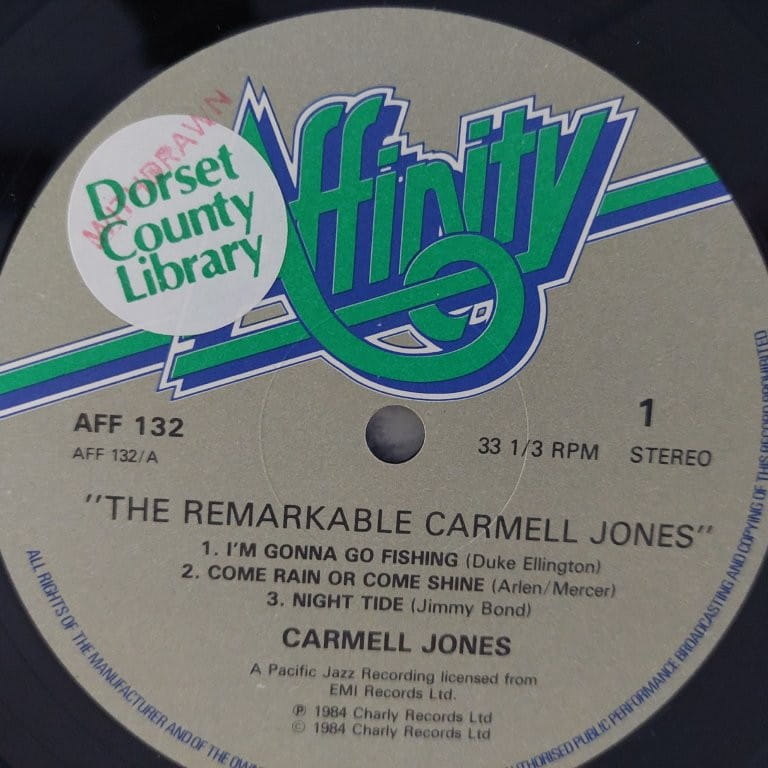 WITHDRAWN
Dorset
County
Library
Affinity
AFF 132
AFF 132/A
33 1/3 RPM
1
STEREO
"THE REMARKABLE CARMELL JONES"
1. I'M GONNA GO FISHING (Duke Ellington)
2. COME RAIN OR COME SHINE (Arlen/Mercer)
3. NIGHT TIDE (Jimmy Bond)
CARMELL JONES
A Pacific Jazz Recording licensed from
EMI Records Ltd.
℗ 1984 Charly Records Ltd
© 1984 Charly Records Ltd
ALL RIGHTS OF THE MANUFACTURER AND OF THE
PUBLIC PERFORMANCE BROADCASTING AND COPYING OF THIS RECORD PROHIBITED